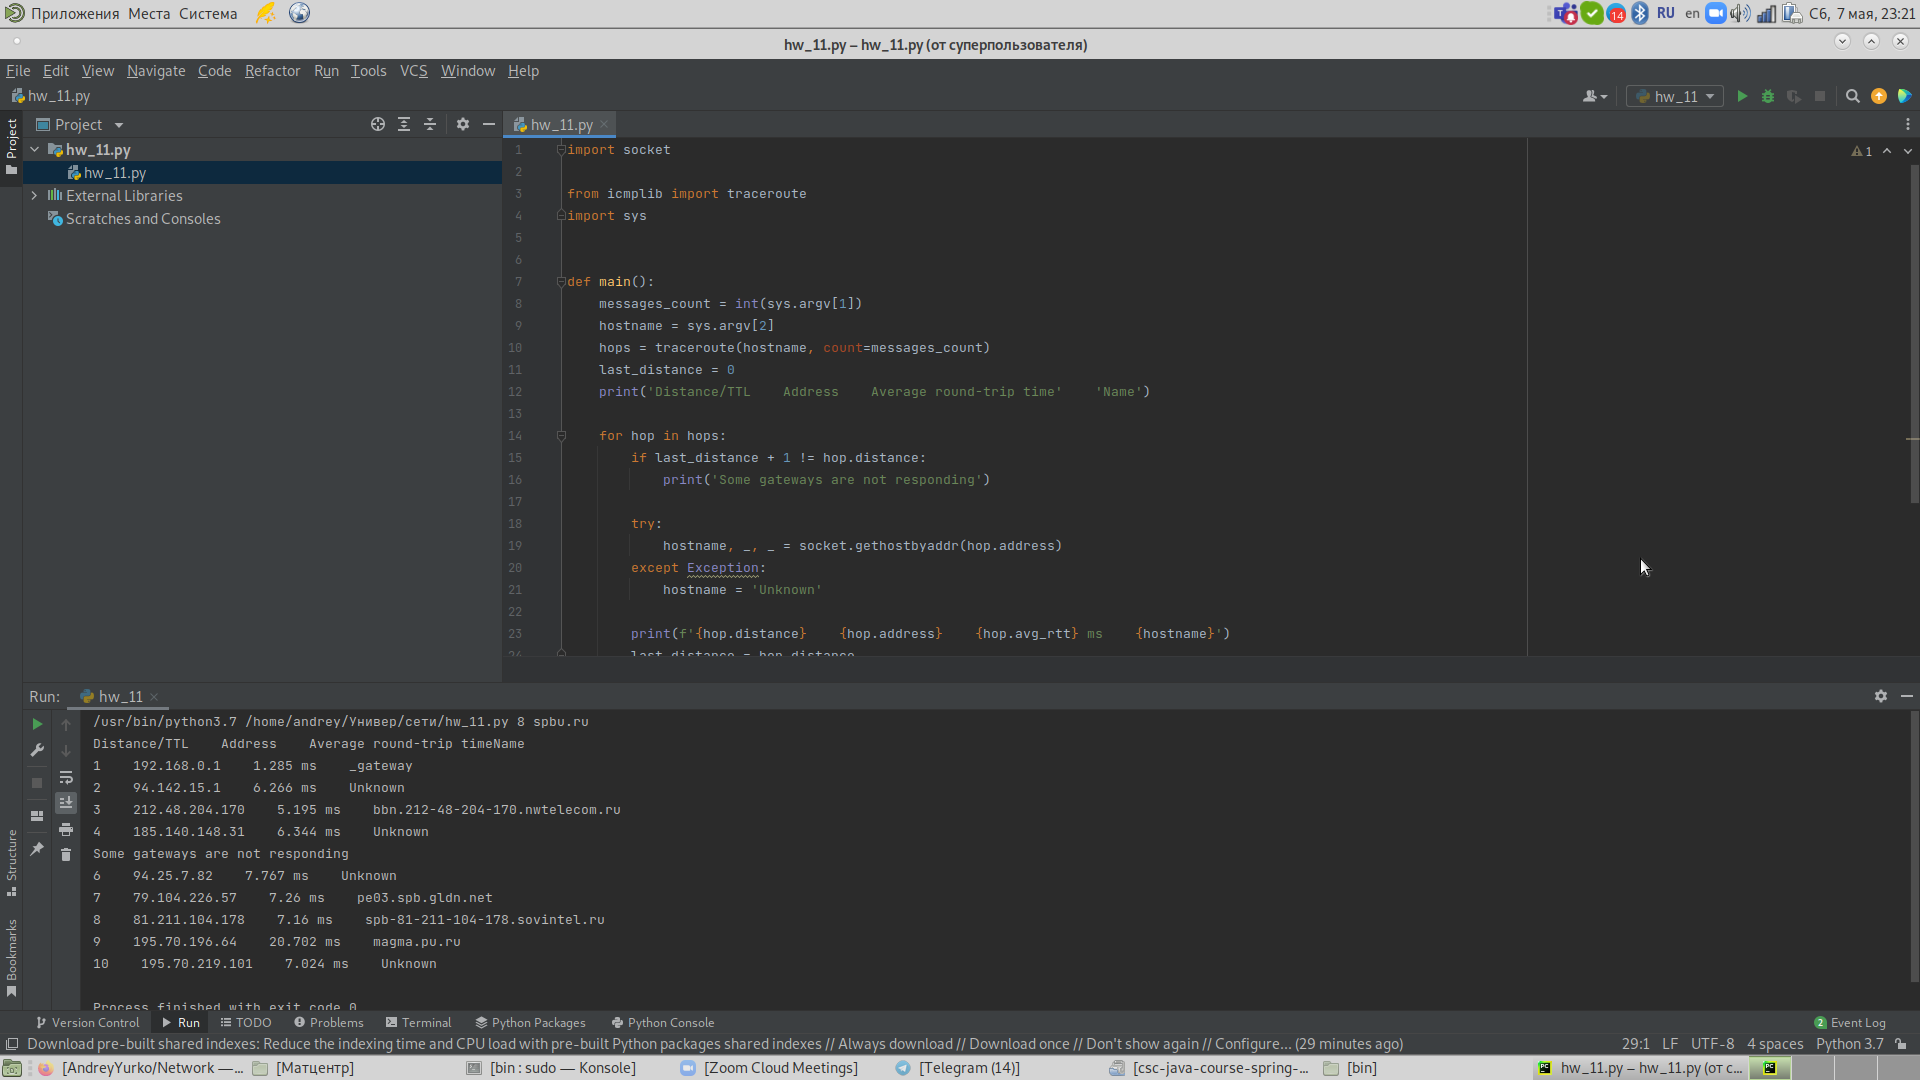 Приложения Места Система
14 RU en Сб, 7 мая, 23:21
hw_11.py – hw_11.py (от суперпользователя)
File Edit View Navigate Code Refactor Run Tools VCS Window Help
hw_11.py
hw_11
Project
hw_11.py
1
hw_11.py
hw_11.py
External Libraries
Scratches and Consoles
Project
1 import socket
2
3 from icmplib import traceroute
4 import sys
5
6
7 def main():
8 messages_count = int(sys.argv[1])
9 hostname = sys.argv[2]
10 hops = traceroute(hostname, count=messages_count)
11 last_distance = 0
12 print('Distance/TTL    Address    Average round-trip time'    'Name')
13
14 for hop in hops:
15 if last_distance + 1 != hop.distance:
16 print('Some gateways are not responding')
17
18 try:
19 hostname, _, _ = socket.gethostbyaddr(hop.address)
20 except Exception:
21 hostname = 'Unknown'
22
23 print(f'{hop.distance}    {hop.address}    {hop.avg_rtt} ms    {hostname}')
24 last_distance = hop.distance
Run: hw_11
/usr/bin/python3.7 /home/andrey/Универ/сети/hw_11.py 8 spbu.ru
Distance/TTL    Address    Average round-trip timeName
1    192.168.0.1    1.285 ms    _gateway
2    94.142.15.1    6.266 ms    Unknown
3    212.48.204.170    5.195 ms    bbn.212-48-204-170.nwtelecom.ru
4    185.140.148.31    6.344 ms    Unknown
Some gateways are not responding
6    94.25.7.82    7.767 ms    Unknown
7    79.104.226.57    7.26 ms    pe03.spb.gldn.net
8    81.211.104.178    7.16 ms    spb-81-211-104-178.sovintel.ru
9    195.70.196.64    20.702 ms    magma.pu.ru
10    195.70.219.101    7.024 ms    Unknown
Process finished with exit code 0
Structure
Bookmarks
Version Control Run TODO Problems Terminal Python Packages Python Console 2 Event Log
Download pre-built shared indexes: Reduce the indexing time and CPU load with pre-built Python packages shared indexes // Always download // Download once // Don't show again // Configure... (29 minutes ago) 29:1 LF UTF-8 4 spaces Python 3.7
[AndreyYurko/Network —... [Матцентр] [bin : sudo — Konsole] [Zoom Cloud Meetings] [Telegram (14)] [csc-java-course-spring-... [bin] hw_11.py – hw_11.py (от с...